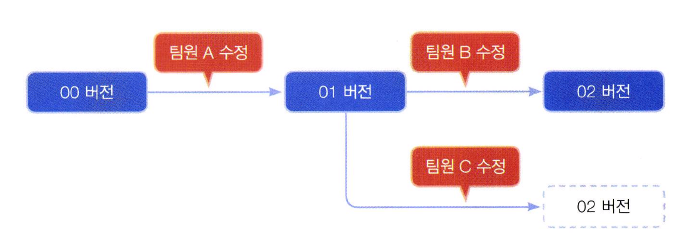 팀원 A 수정
팀원 B 수정
00 버전
01 버전
02 버전
팀원 C 수정
02 버전